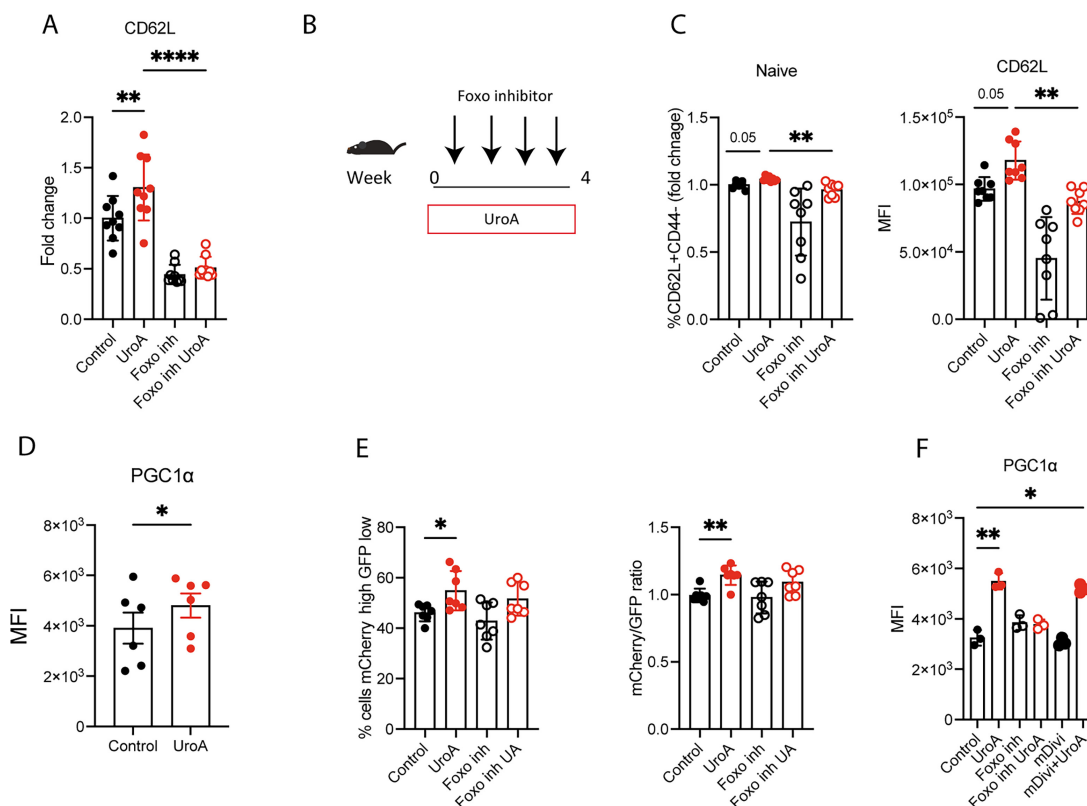 A
CD62L
****
**
Fold change
2.0
1.5
1.0
0.5
0.0
Control
UroA
Foxo inh
Foxo inh UroA
B
Foxo inhibitor
Week
0
4
UroA
C
Naive
0.05
**
%CD62L+CD44- (fold chnage)
1.5
1.0
0.5
0.0
Control
UroA
Foxo inh
Foxo inh UroA
CD62L
0.05
**
MFI
1.5×10⁵
1.0×10⁵
5.0×10⁴
0
Control
UroA
Foxo inh
Foxo inh UroA
D
PGC1α
*
MFI
8×10³
6×10³
4×10³
2×10³
0
Control
UroA
E
*
% cells mCherry high GFP low
80
60
40
20
0
Control
UroA
Foxo inh
Foxo inh UA
**
mCherry/GFP ratio
1.5
1.0
0.5
0.0
Control
UroA
Foxo inh
Foxo inh UA
F
PGC1α
*
**
MFI
8×10³
6×10³
4×10³
2×10³
0
Control
UroA
Foxo inh
Foxo inh UroA
mDivi
mDivi+UroA